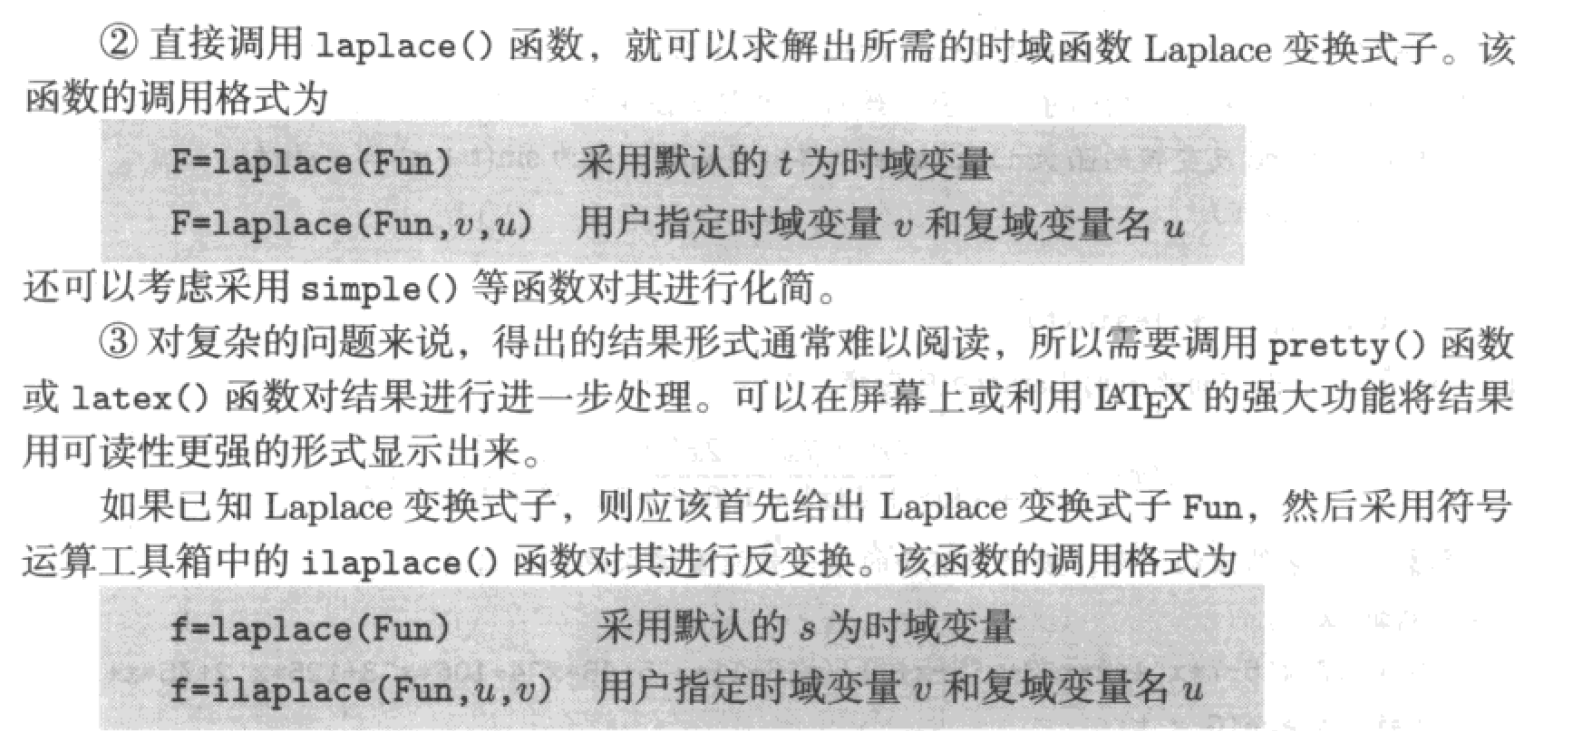 ② 直接调用 laplace() 函数，就可以求解出所需的时域函数 Laplace 变换式子。该
函数的调用格式为
F=laplace(Fun) 采用默认的 t 为时域变量
F=laplace(Fun,v,u) 用户指定时域变量 v 和复域变量名 u
还可以考虑采用 simple() 等函数对其进行化简。
③ 对复杂的问题来说，得出的结果形式通常难以阅读，所以需要调用 pretty() 函数
或 latex() 函数对结果进行进一步处理。可以在屏幕上或利用 LATEX 的强大功能将结果
用可读性更强的形式显示出来。
如果已知 Laplace 变换式子，则应该首先给出 Laplace 变换式子 Fun，然后采用符号
运算工具箱中的 ilaplace() 函数对其进行反变换。该函数的调用格式为
f=laplace(Fun) 采用默认的 s 为时域变量
f=ilaplace(Fun,u,v) 用户指定时域变量 v 和复域变量名 u